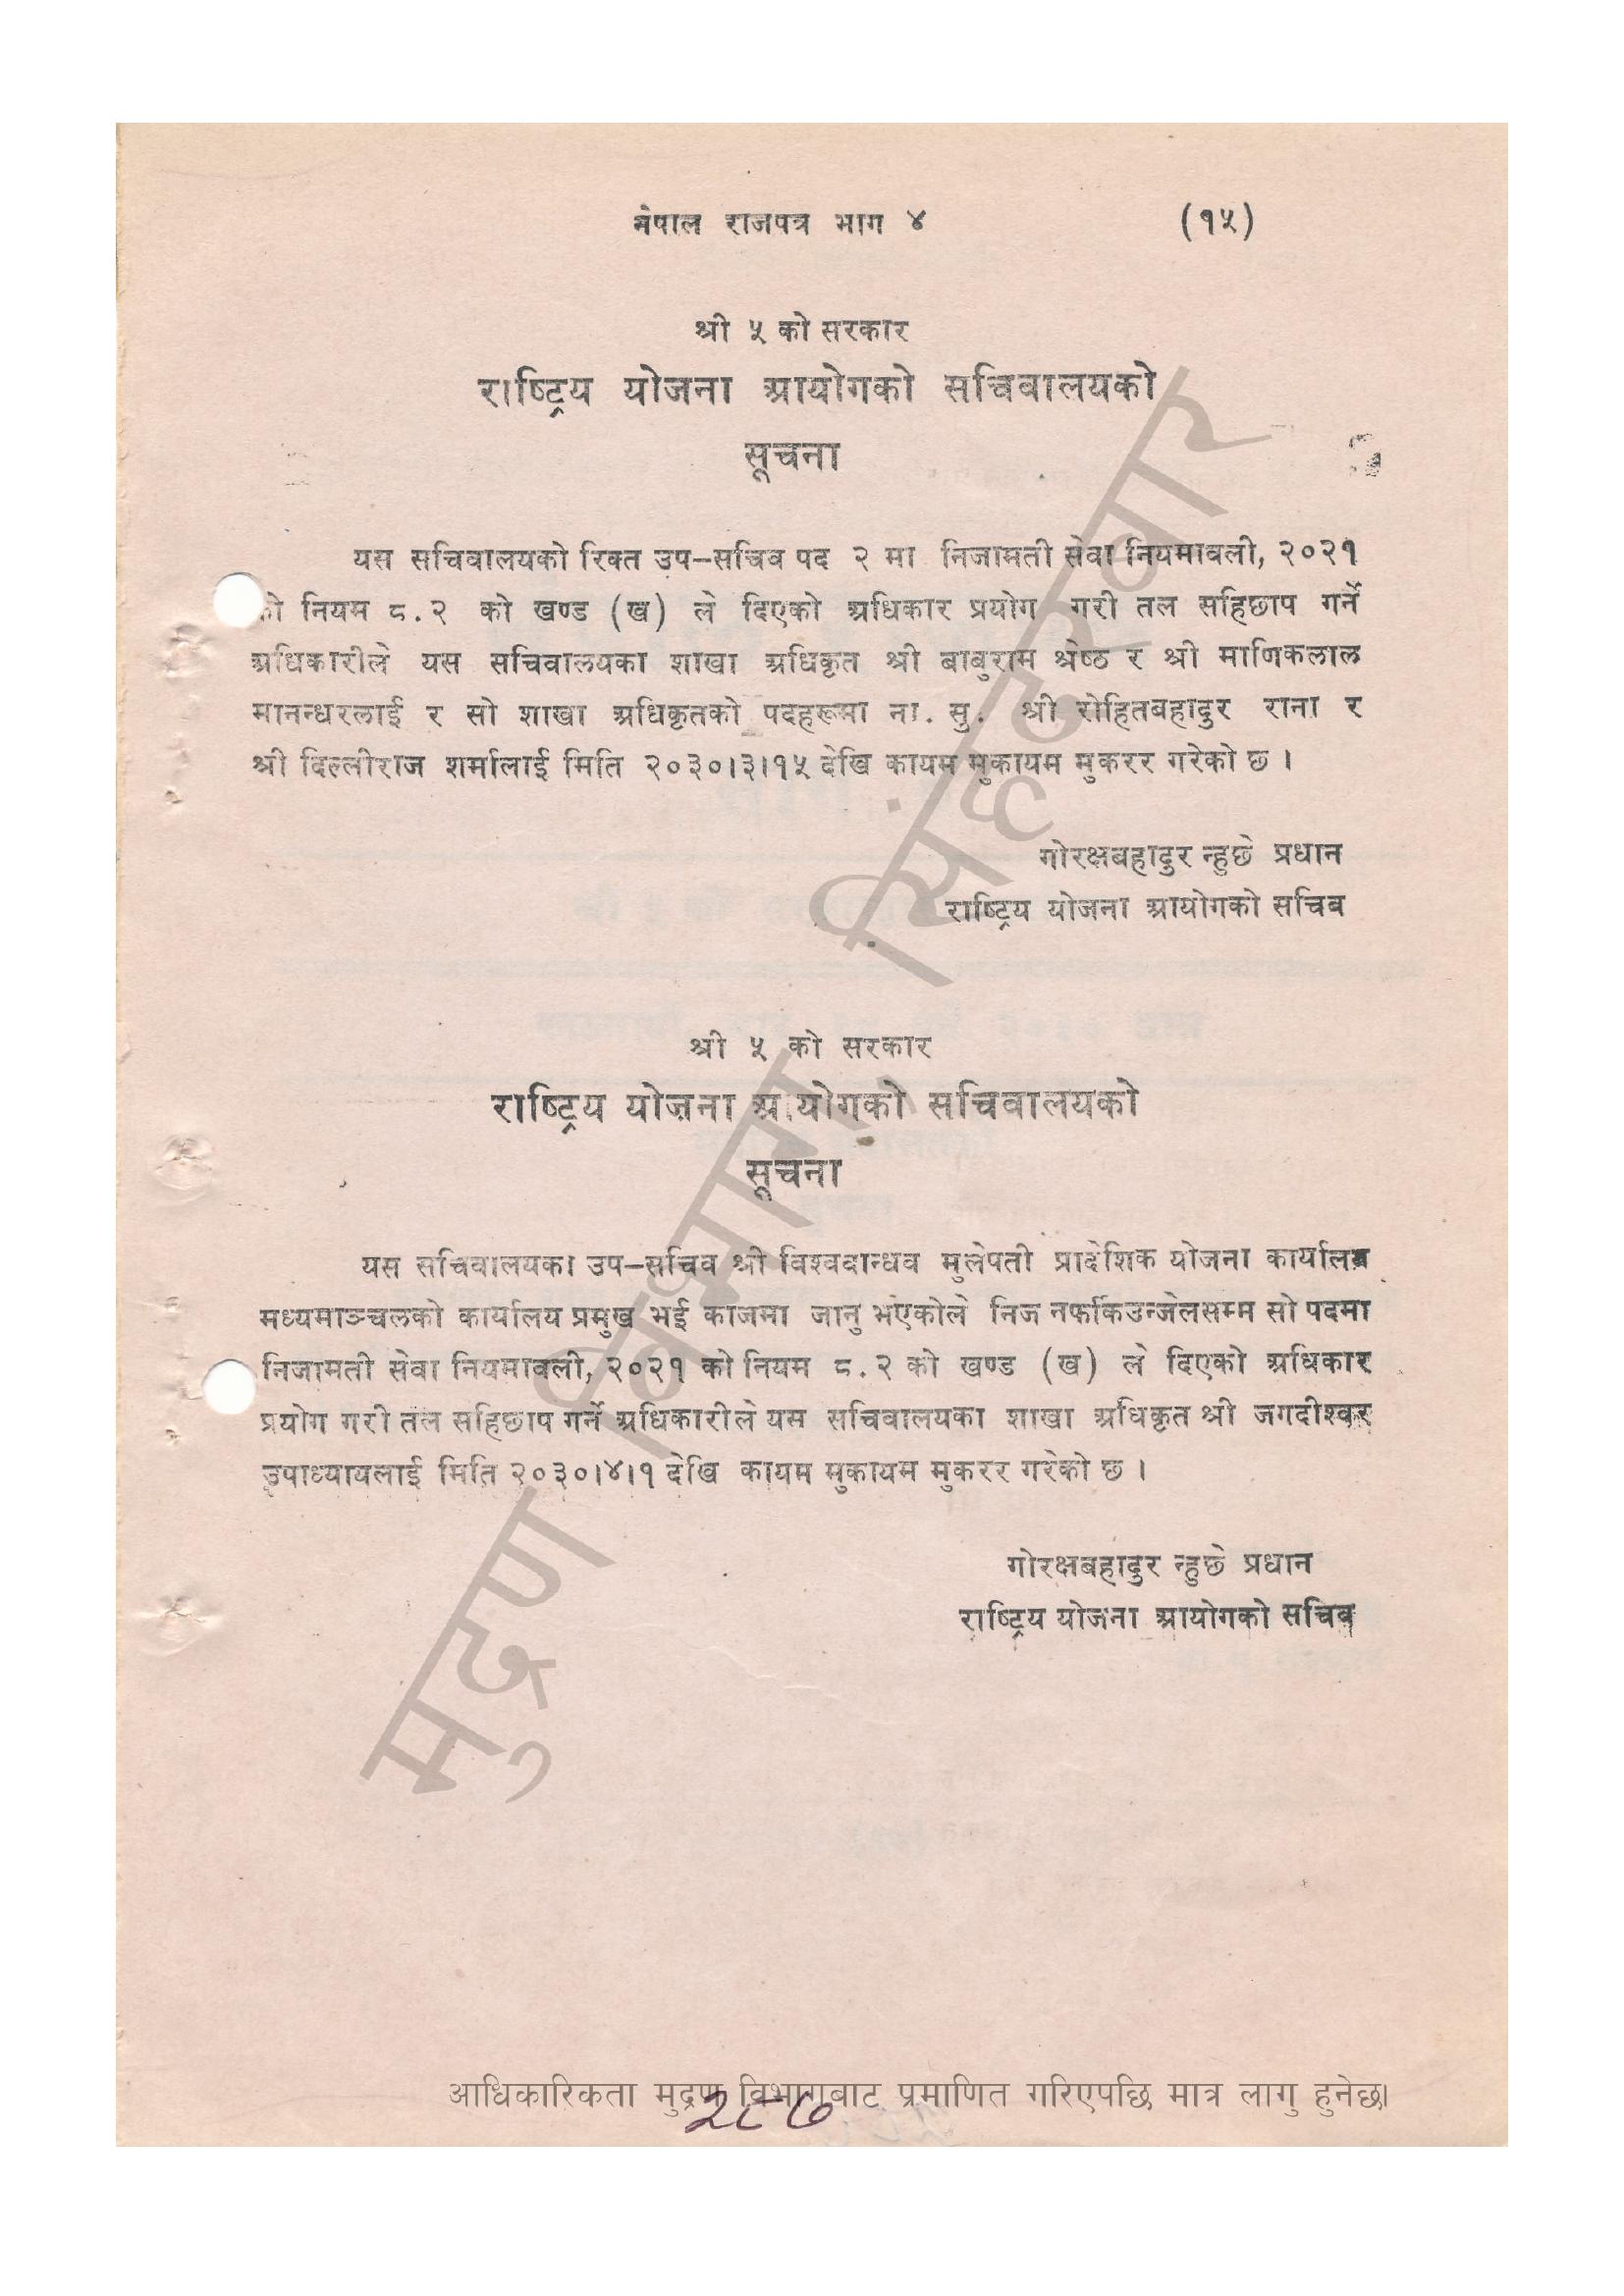 नेपाल राजपत्र भाग ४ (१५)
श्री ५ को सरकार
राष्ट्रिय योजना आयोगको सचिवालयको
सूचना
यस सचिवालयको रिक्त उप–सचिव पद २ मा निजामती सेवा नियमावली, २०२१
को नियम ८.२ को खण्ड (ख) ले दिएको अधिकार प्रयोग गरी तल सहिछाप गर्ने
अधिकारीले यस सचिवालयका शाखा अधिकृत श्री बाबुराम श्रेष्ठ र श्री माणिकलाल
मानन्धरलाई र सो शाखा अधिकृतको पदहरूमा ना. सु. श्री रोहितबहादुर राना र
श्री दिल्लीराज शर्मालाई मिति २०३०।३।१५ देखि कायम मुकायम मुकरर गरेको छ ।
गोरक्षबहादुर न्हुछे प्रधान
राष्ट्रिय योजना आयोगको सचिव
श्री ५ को सरकार
राष्ट्रिय योजना आयोगको सचिवालयको
सूचना
यस सचिवालयका उप–सचिव श्री विश्वबान्धव मुलेपती प्रादेशिक योजना कार्यालय
मध्यमाञ्चलको कार्यालय प्रमुख भई काजमा जानु भएकोले निज नफर्किउन्जेलसम्म सो पदमा
निजामती सेवा नियमावली, २०२१ को नियम ८.२ को खण्ड (ख) ले दिएको अधिकार
प्रयोग गरी तल सहिछाप गर्ने अधिकारीले यस सचिवालयका शाखा अधिकृत श्री जगदीश्वर
उपाध्यायलाई मिति २०३०।४।१ देखि कायम मुकायम मुकरर गरेको छ ।
गोरक्षबहादुर न्हुछे प्रधान
राष्ट्रिय योजना आयोगको सचिव
मुद्रण विभाग, सिंहदरबार
आधिकारिकता मुद्रण विभागबाट प्रमाणित गरिएपछि मात्र लागु हुनेछ।
२८७